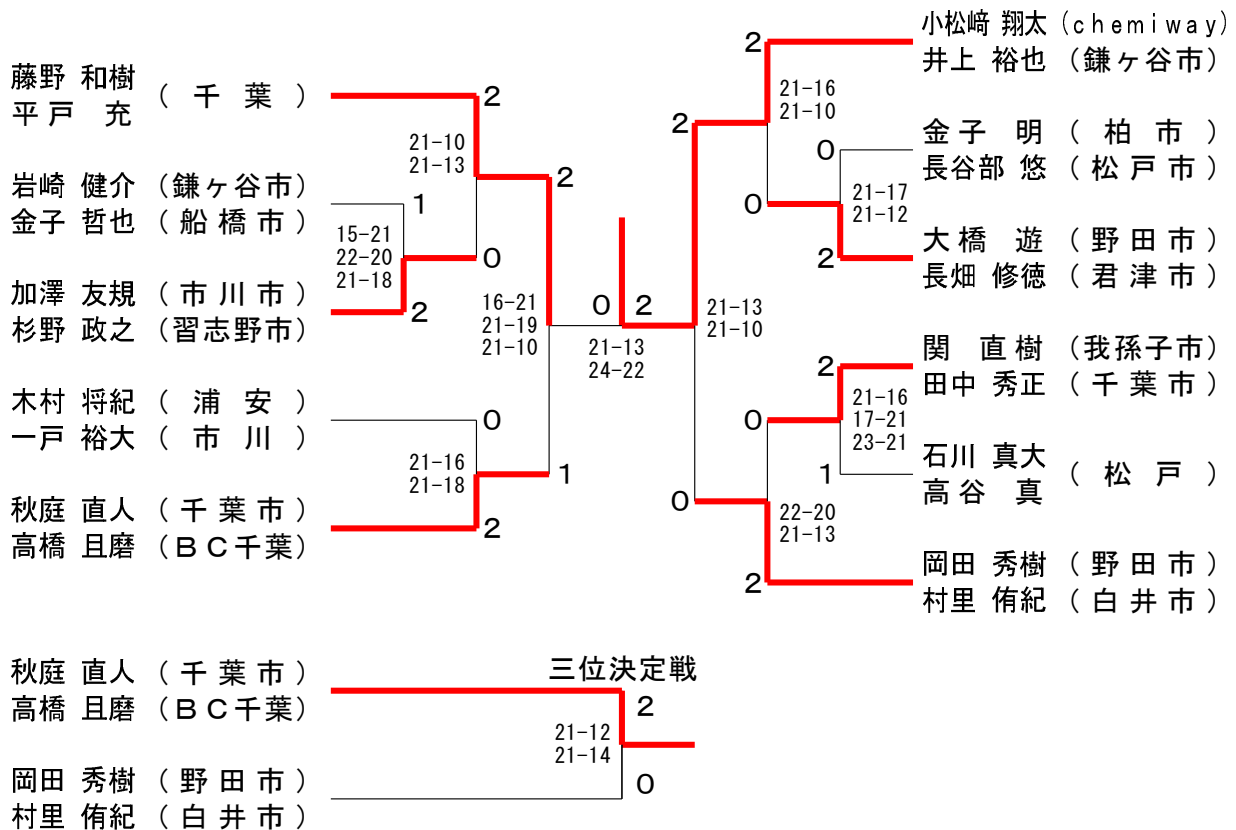 藤野 和樹
平戸 充
（ 千 葉 ）
2
21-10
21-13
岩崎 健介 （鎌ヶ谷市）
金子 哲也 （船橋市）
1
15-21
22-20
21-18
0
加澤 友規 （市川市）
杉野 政之 （習志野市）
2
2
16-21
21-19
21-10
木村 将紀 （ 浦 安 ）
一戸 裕大 （ 市 川 ）
0
21-16
21-18
1
秋庭 直人 （千葉市）
高橋 且磨 （ＢＣ千葉）
2
0 2
21-13
24-22
小松﨑 翔太 (chemiway)
井上 裕也 （鎌ヶ谷市）
2
21-16
21-10
2
金子 明 （ 柏 市 ）
長谷部 悠 （松戸市）
0
21-17
21-12
0
大橋 遊 （野田市）
長畑 修徳 （君津市）
2
21-13
21-10
関 直樹 （我孫子市）
田中 秀正 （千葉市）
2
21-16
17-21
23-21
0
石川 真大
高谷 真
（ 松 戸 ）
1
0
22-20
21-13
岡田 秀樹 （野田市）
村里 侑紀 （白井市）
2
三位決定戦
秋庭 直人 （千葉市）
高橋 且磨 （ＢＣ千葉）
2
21-12
21-14
岡田 秀樹 （野田市）
村里 侑紀 （白井市）
0